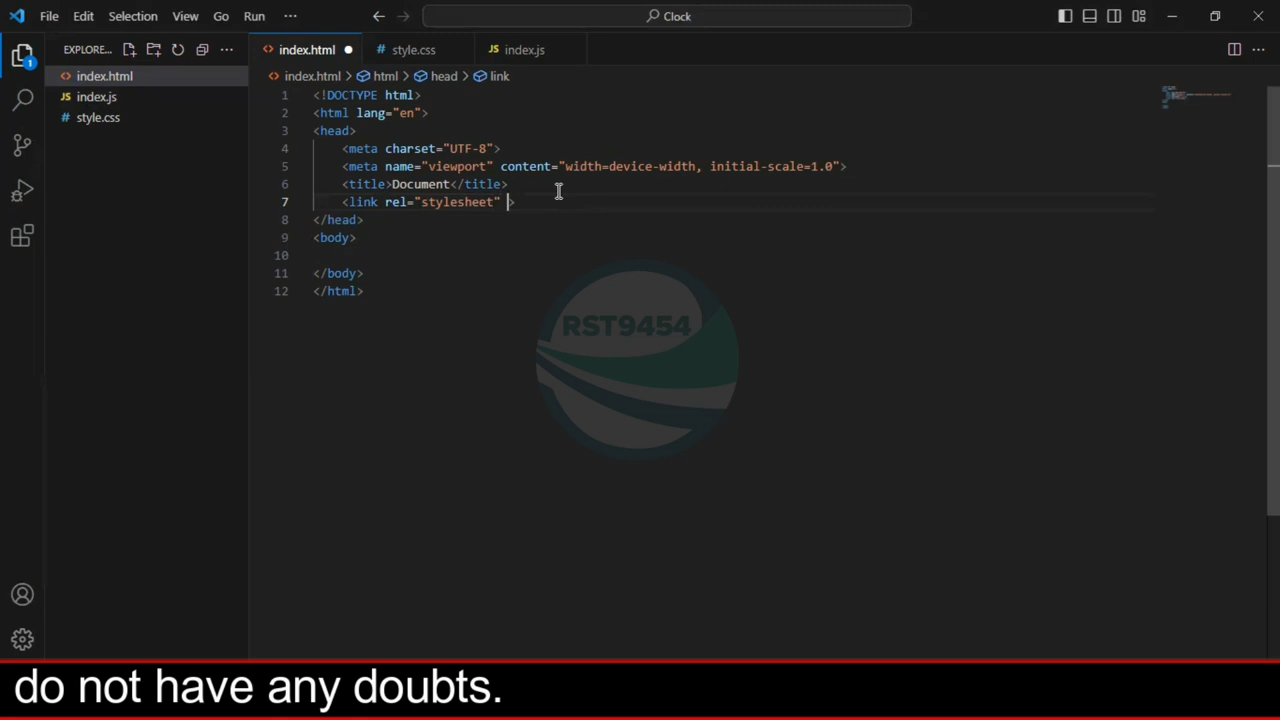 File Edit Selection View Go Run ··· Clock
EXPLORE... ···
index.html
JS index.js
# style.css
1
<> index.html ● # style.css JS index.js ···
<> index.html > html > head > link
1 <!DOCTYPE html>
2 <html lang="en">
3 <head>
4 <meta charset="UTF-8">
5 <meta name="viewport" content="width=device-width, initial-scale=1.0">
6 <title>Document</title>
7 <link rel="stylesheet" >
8 </head>
9 <body>
10
11 </body>
12 </html>
RST9454
do not have any doubts.